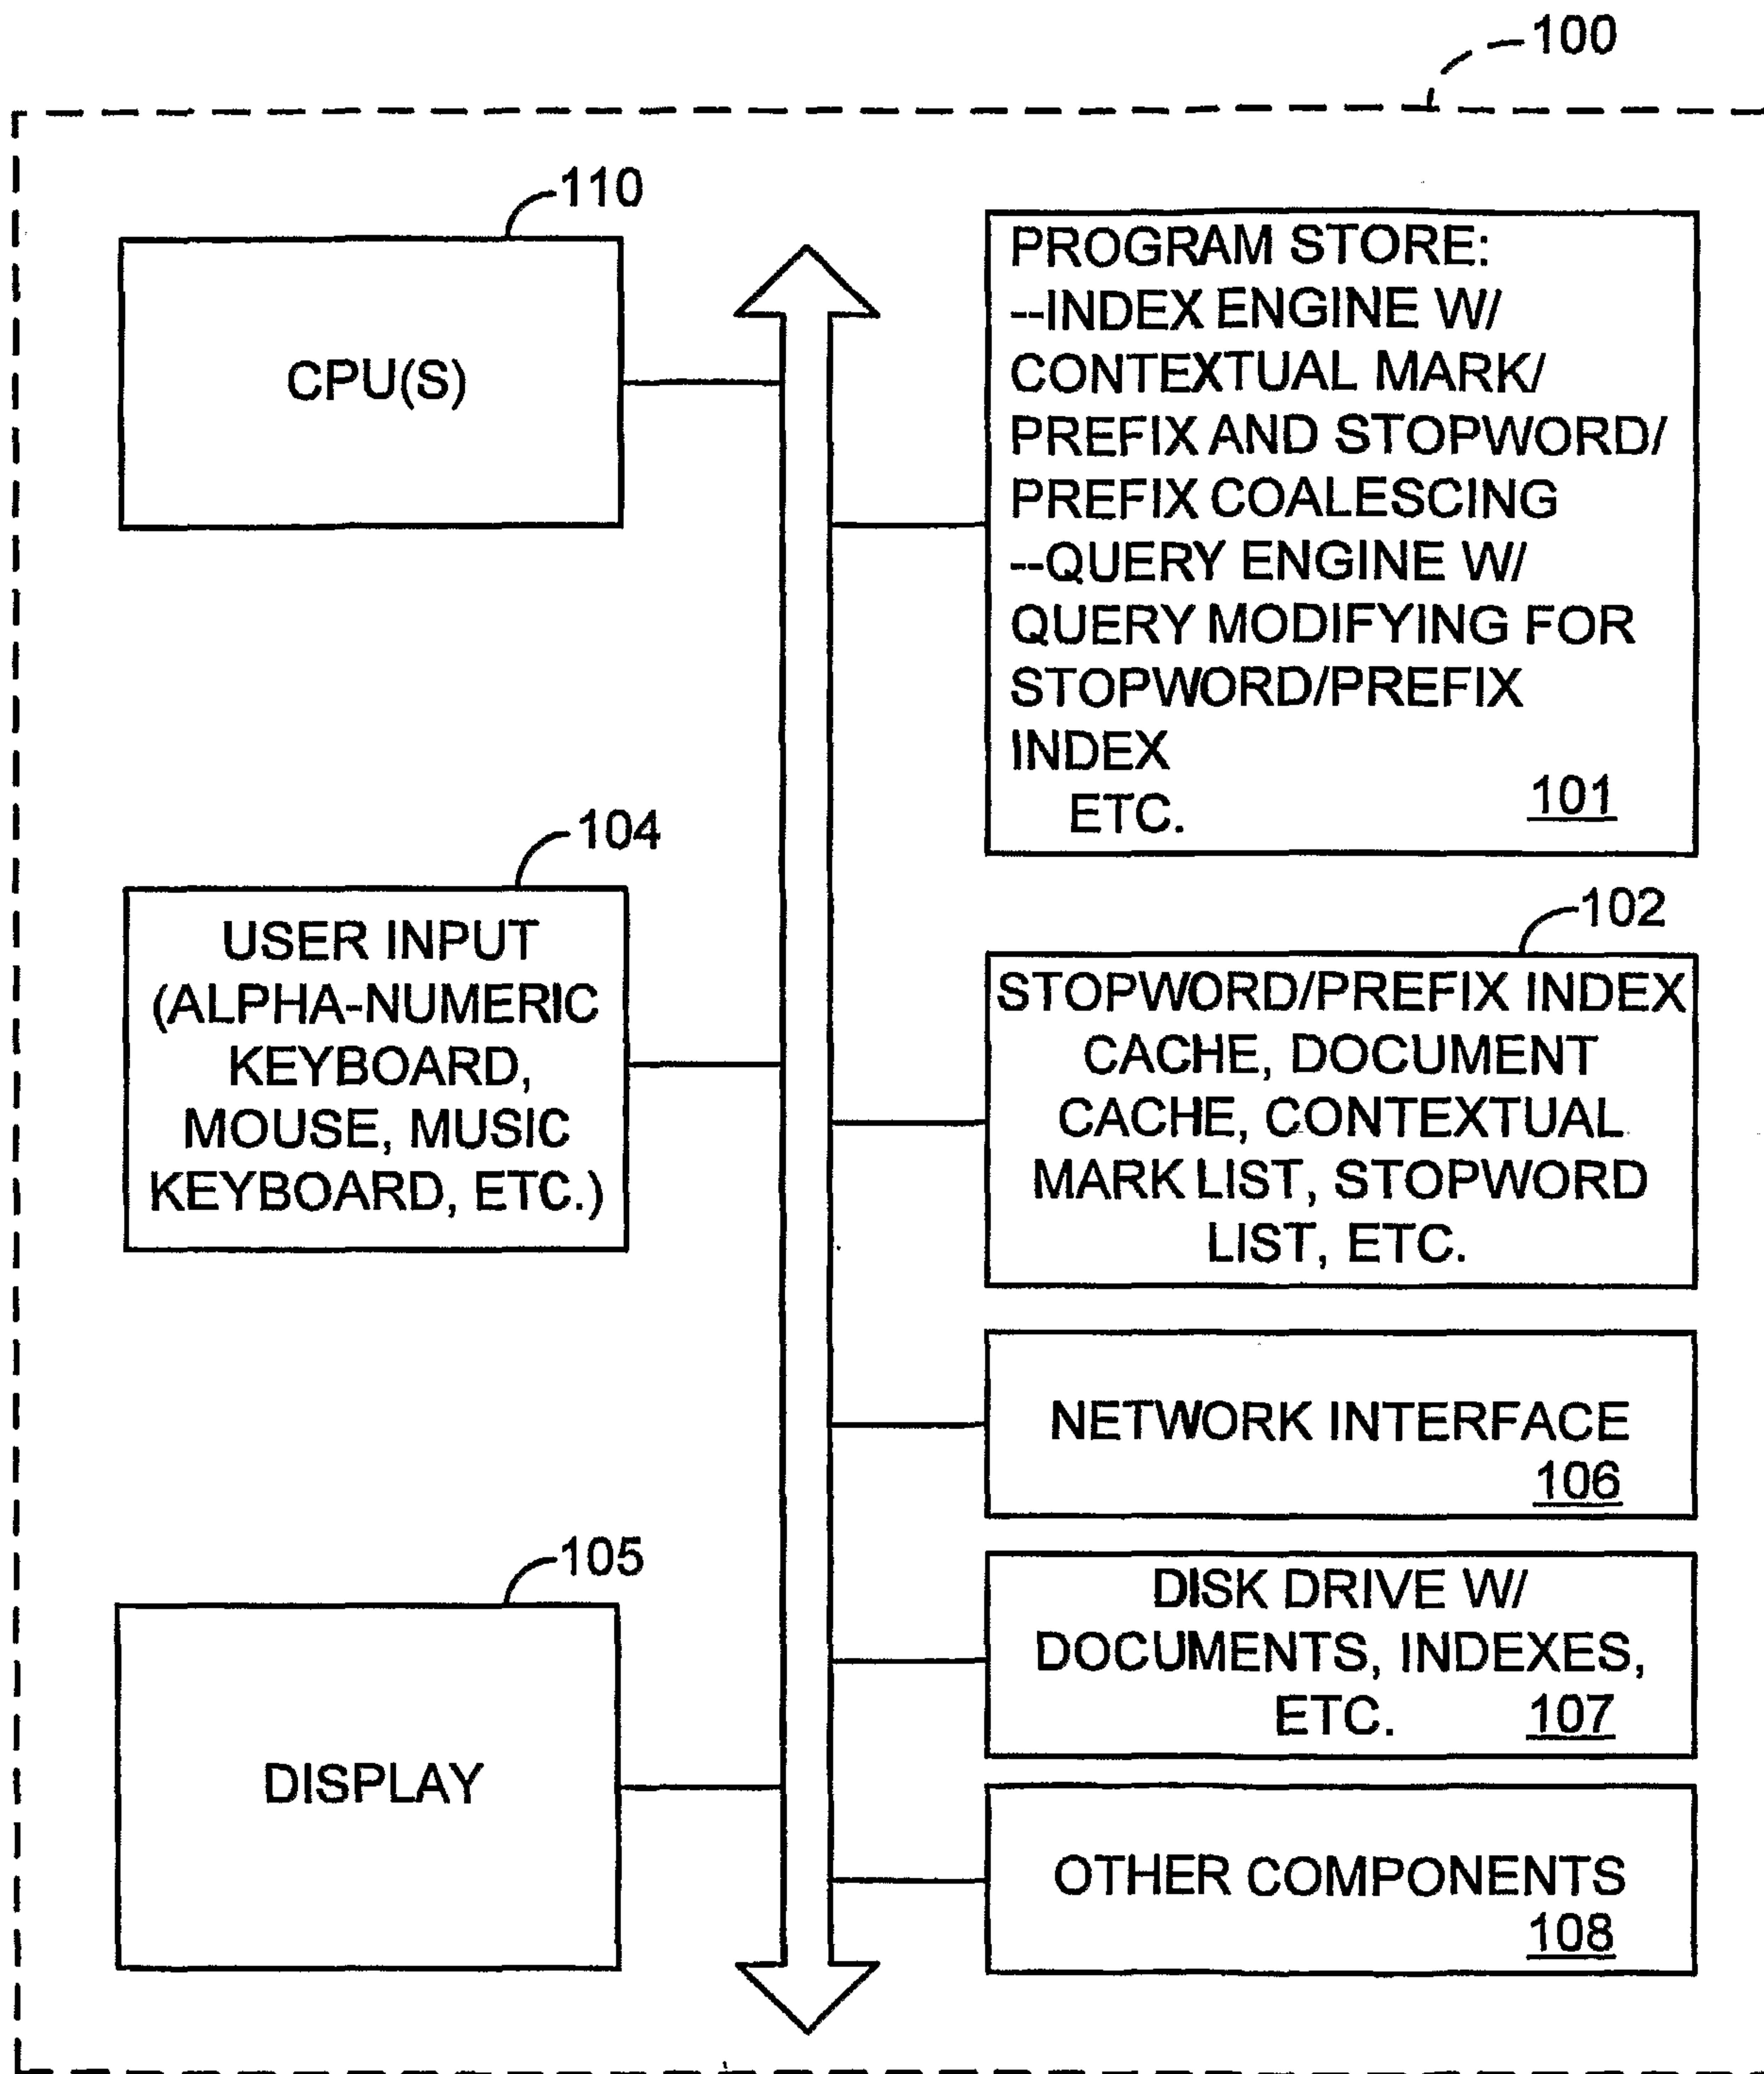 100
110
CPU(S)
PROGRAM STORE:
--INDEX ENGINE W/
CONTEXTUAL MARK/
PREFIX AND STOPWORD/
PREFIX COALESCING
--QUERY ENGINE W/
QUERY MODIFYING FOR
STOPWORD/PREFIX
INDEX
ETC.
101
104
USER INPUT
(ALPHA-NUMERIC
KEYBOARD,
MOUSE, MUSIC
KEYBOARD, ETC.)
102
STOPWORD/PREFIX INDEX
CACHE, DOCUMENT
CACHE, CONTEXTUAL
MARK LIST, STOPWORD
LIST, ETC.
NETWORK INTERFACE
106
105
DISPLAY
DISK DRIVE W/
DOCUMENTS, INDEXES,
ETC. 107
OTHER COMPONENTS
108